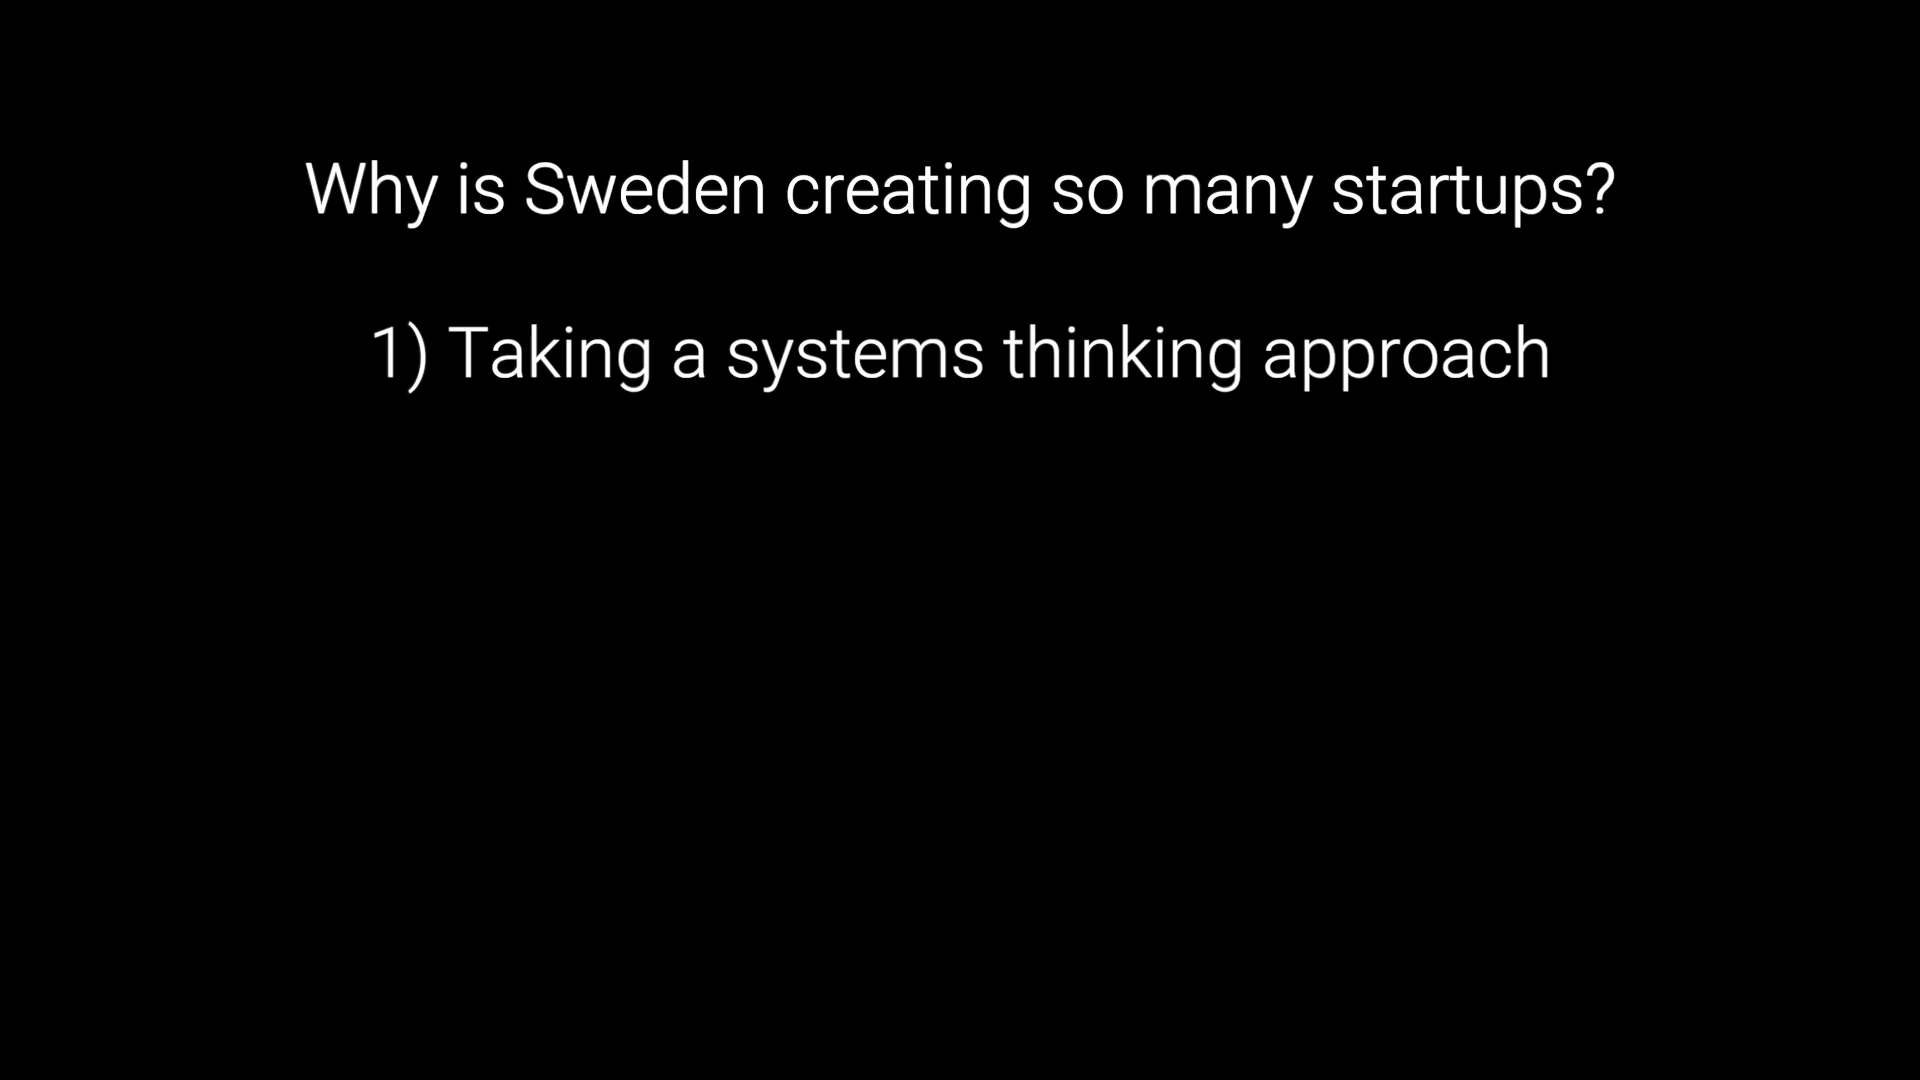 Why is Sweden creating so many startups?
1) Taking a systems thinking approach